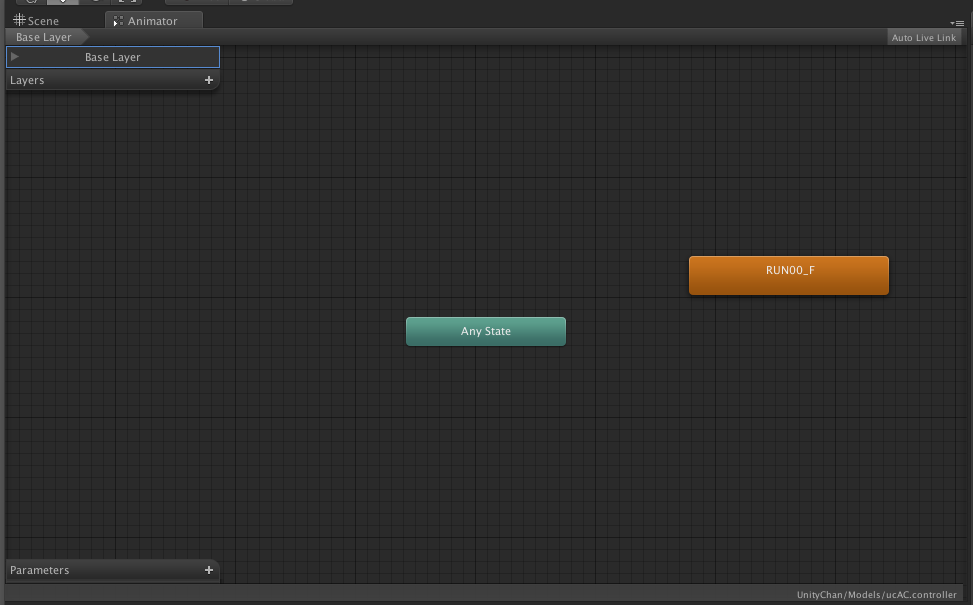 Scene
Animator
Base Layer
Auto Live Link
Base Layer
Layers
+
RUN00_F
Any State
Parameters
+
UnityChan/Models/ucAC.controller